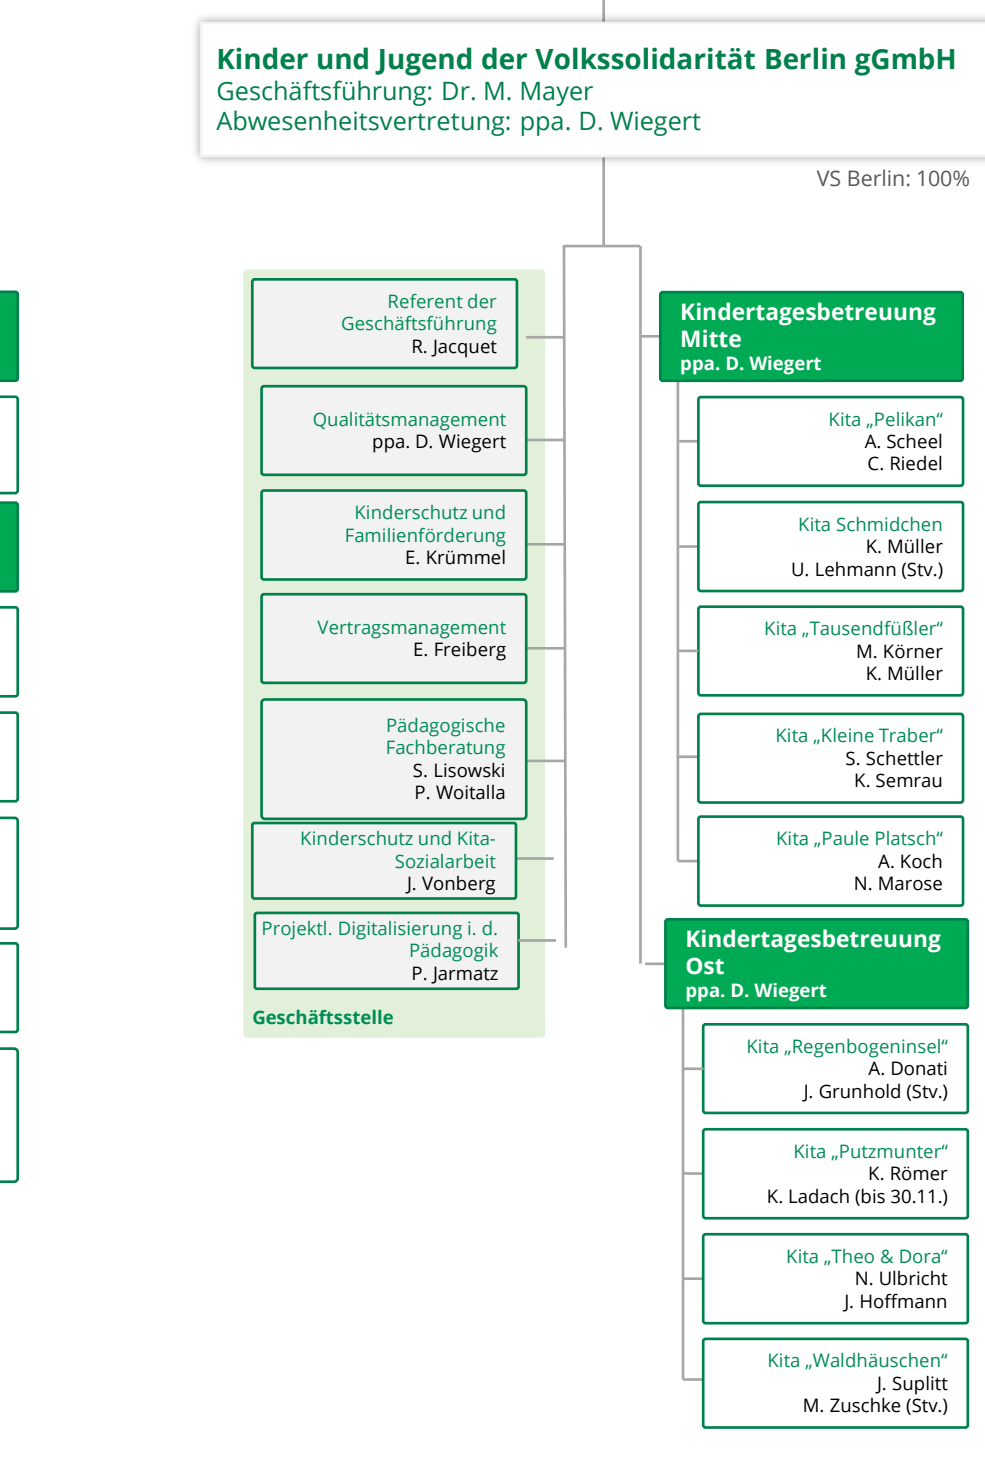 Kinder und Jugend der Volkssolidarität Berlin gGmbH
Geschäftsführung: Dr. M. Mayer
Abwesenheitsvertretung: ppa. D. Wiegert
VS Berlin: 100%
Referent der
Geschäftsführung
R. Jacquet
Qualitätsmanagement
ppa. D. Wiegert
Kinderschutz und
Familienförderung
E. Krümmel
Vertragsmanagement
E. Freiberg
Pädagogische
Fachberatung
S. Lisowski
P. Woitalla
Kinderschutz und Kita-
Sozialarbeit
J. Vonberg
Projektl. Digitalisierung i. d.
Pädagogik
P. Jarmatz
Geschäftsstelle
Kindertagesbetreuung
Mitte
ppa. D. Wiegert
Kita „Pelikan“
A. Scheel
C. Riedel
Kita Schmidchen
K. Müller
U. Lehmann (Stv.)
Kita „Tausendfüßler“
M. Körner
K. Müller
Kita „Kleine Traber“
S. Schettler
K. Semrau
Kita „Paule Platsch“
A. Koch
N. Marose
Kindertagesbetreuung
Ost
ppa. D. Wiegert
Kita „Regenbogeninsel“
A. Donati
J. Grunhold (Stv.)
Kita „Putzmunter“
K. Römer
K. Ladach (bis 30.11.)
Kita „Theo & Dora“
N. Ulbricht
J. Hoffmann
Kita „Waldhäuschen“
J. Suplitt
M. Zuschke (Stv.)